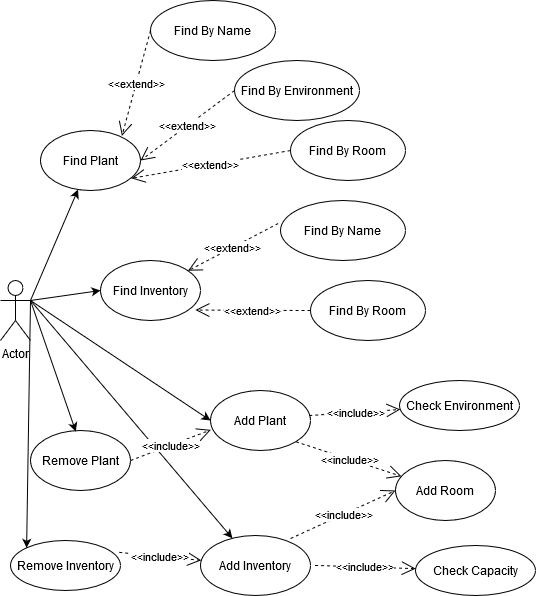 Find By Name
<<extend>>
Find By Environment
<<extend>>
Find By Room
Find Plant
<<extend>>
Find By Name
<<extend>>
Find Inventory
Find By Room
<<extend>>
Actor
Check Environment
<<include>>
Add Plant
<<include>>
Remove Plant
<<include>>
Add Room
<<include>>
Remove Inventory
<<include>>
Add Inventory
<<include>>
Check Capacity